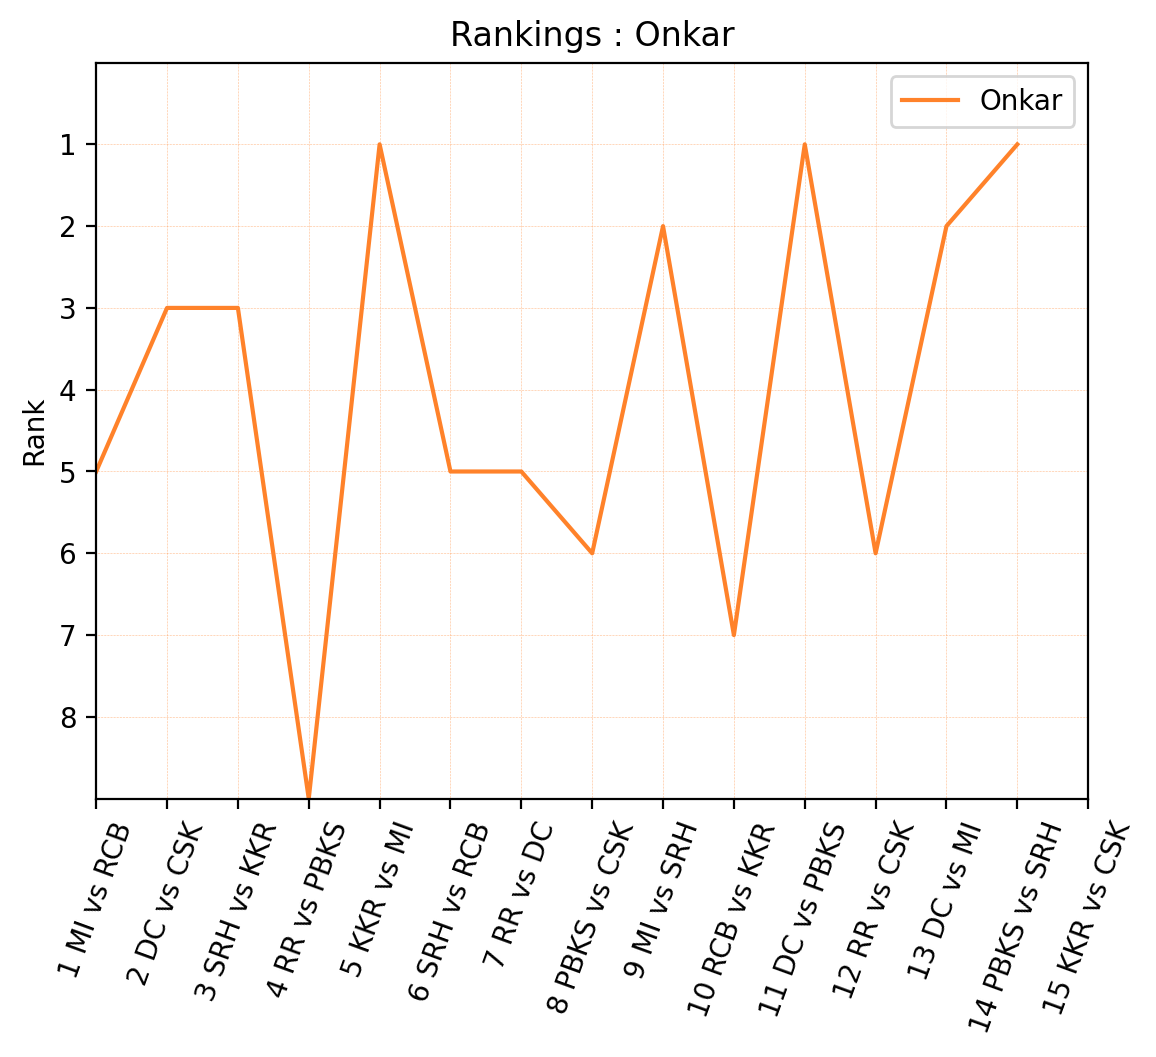 Rankings : Onkar
Onkar
Rank
1
2
3
4
5
6
7
8
1 MI vs RCB
2 DC vs CSK
3 SRH vs KKR
4 RR vs PBKS
5 KKR vs MI
6 SRH vs RCB
7 RR vs DC
8 PBKS vs CSK
9 MI vs SRH
10 RCB vs KKR
11 DC vs PBKS
12 RR vs CSK
13 DC vs MI
14 PBKS vs SRH
15 KKR vs CSK